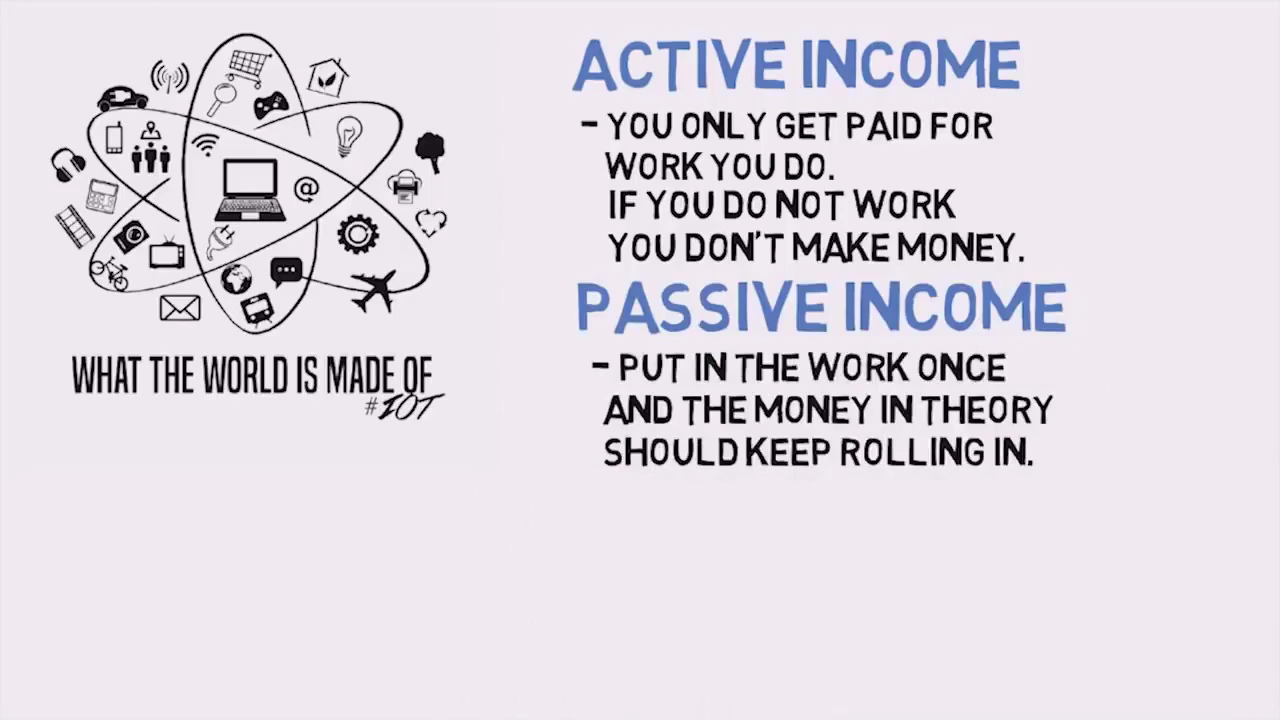 WHAT THE WORLD IS MADE OF
#IOT
ACTIVE INCOME
- YOU ONLY GET PAID FOR
WORK YOU DO.
IF YOU DO NOT WORK
YOU DON'T MAKE MONEY.
PASSIVE INCOME
- PUT IN THE WORK ONCE
AND THE MONEY IN THEORY
SHOULD KEEP ROLLING IN.